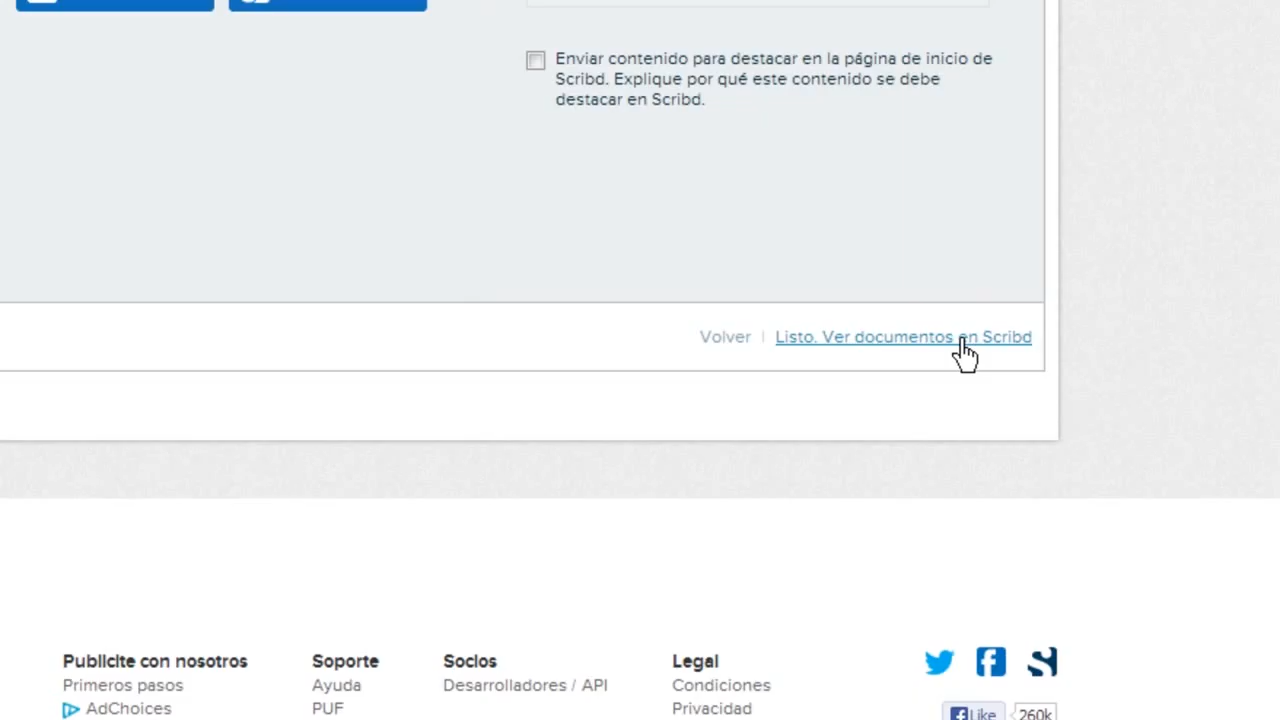 Enviar contenido para destacar en la página de inicio de
Scribd. Explique por qué este contenido se debe
destacar en Scribd.
Volver | Listo. Ver documentos en Scribd
Publicite con nosotros
Primeros pasos
AdChoices
Soporte
Ayuda
PUF
Socios
Desarrolladores / API
Legal
Condiciones
Privacidad
Like 260k